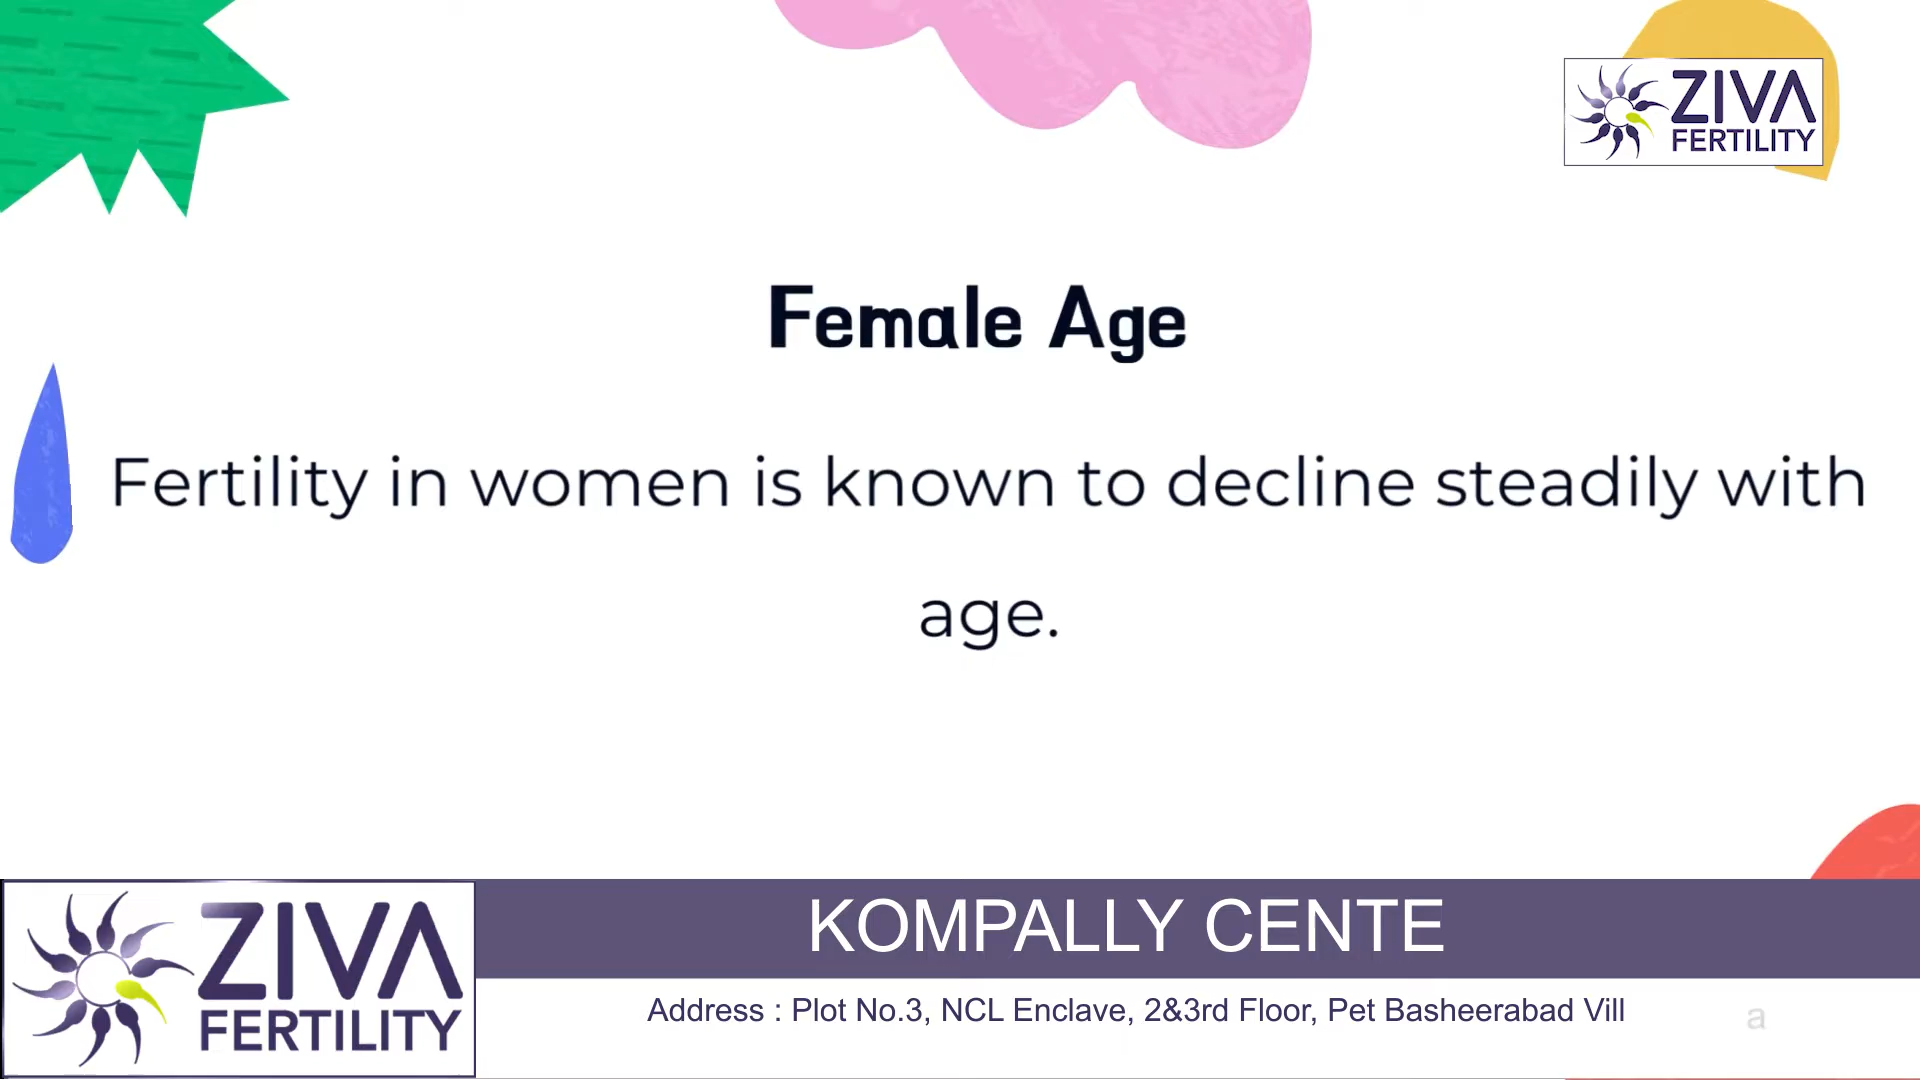 ZIVA
FERTILITY
Female Age
Fertility in women is known to decline steadily with
age.
ZIVA
FERTILITY
KOMPALLY CENTE
Address : Plot No.3, NCL Enclave, 2&3rd Floor, Pet Basheerabad Vill
a